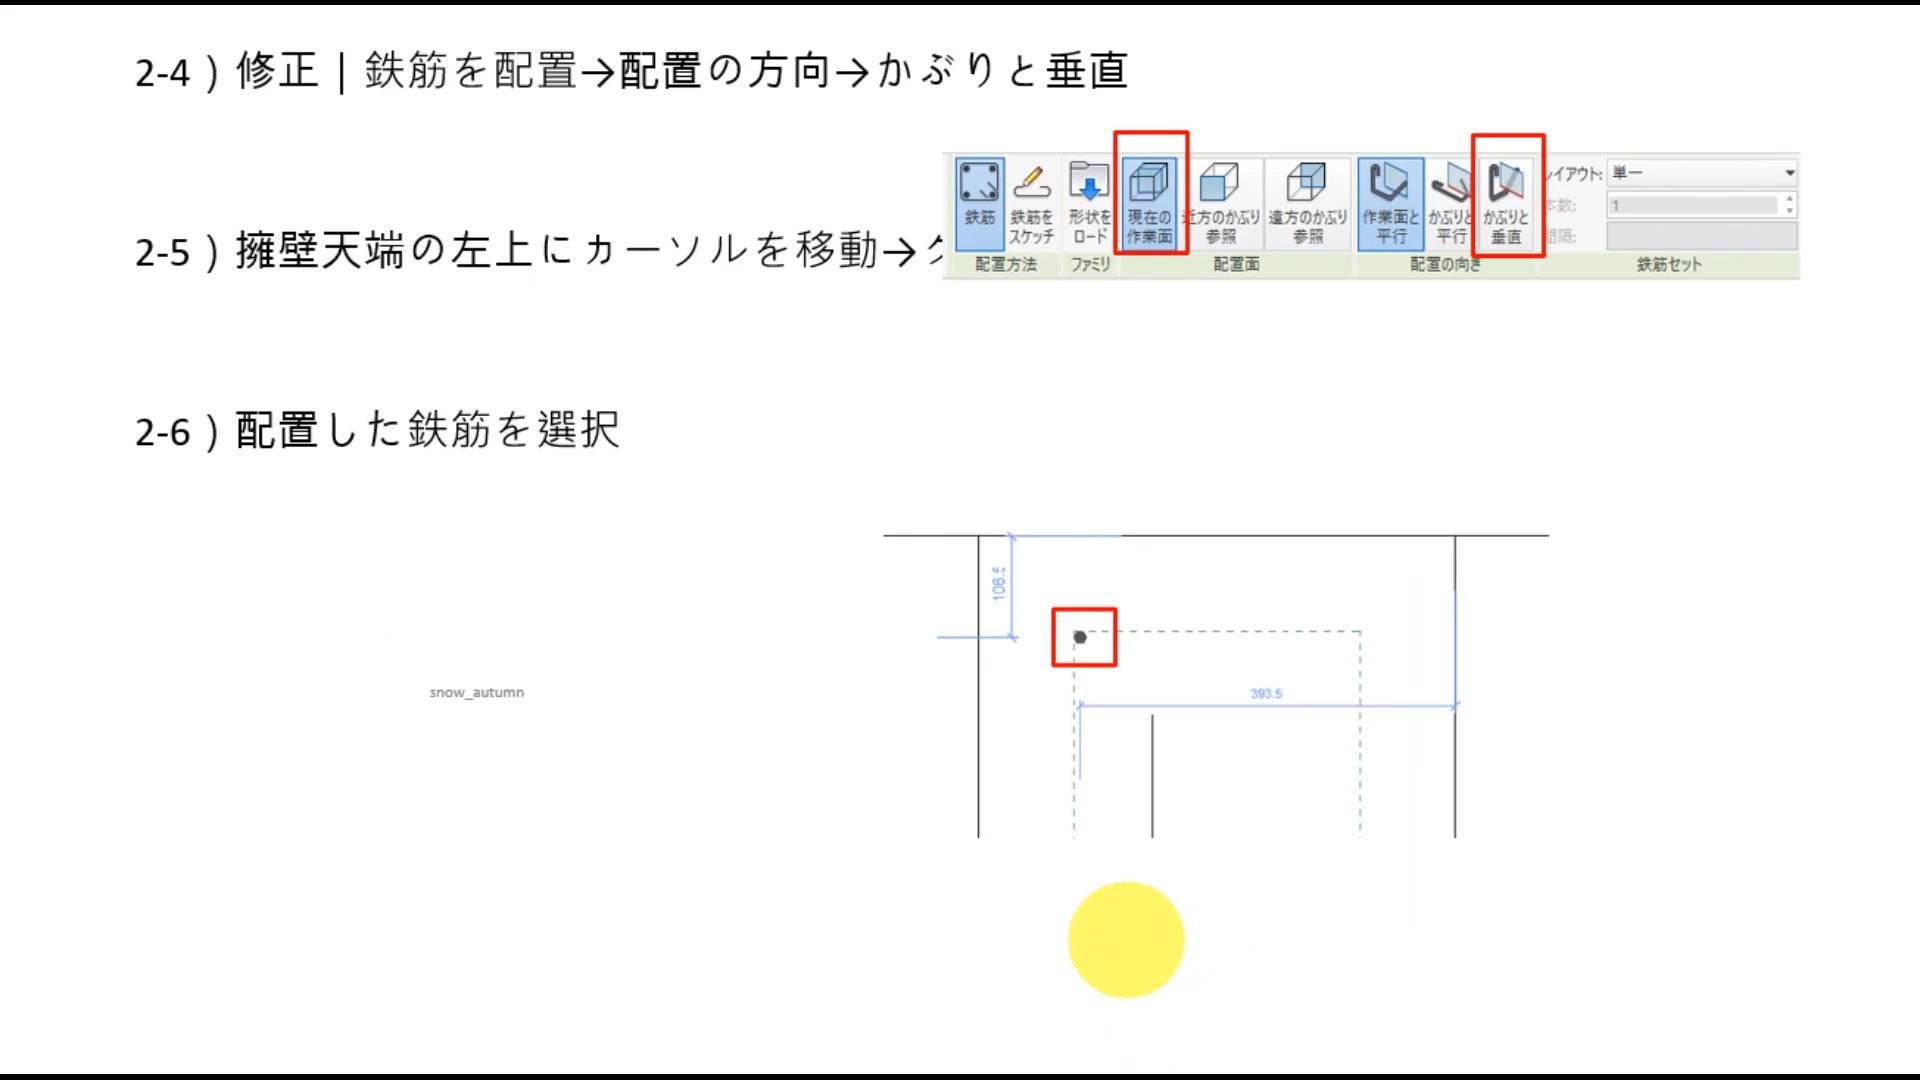 2-4）修正｜鉄筋を配置→配置の方向→かぶりと垂直
2-5）擁壁天端の左上にカーソルを移動→ク
鉄筋
鉄筋を
スケッチ
形状を
ロード
現在の
作業面
近方のかぶり
参照
遠方のかぶり
参照
作業面と
平行
かぶりと
平行
かぶりと
垂直
レイアウト:
単一
本数:
1
間隔:
配置方法
ファミリ
配置面
配置の向き
鉄筋セット
2-6）配置した鉄筋を選択
106.5
393.5
snow_autumn